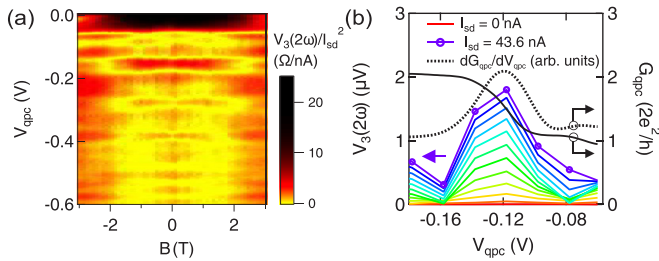 (a)
V_3(2ω)/I_sd^2
(Ω/nA)
0.0
-0.2
-0.4
-0.6
V_qpc (V)
-2
0
2
B(T)
20
10
0
(b)
I_sd = 0 nA
I_sd = 43.6 nA
dG_qpc/dV_qpc (arb. units)
3
2
1
0
V_3(2ω) (μV)
-0.16
-0.12
-0.08
V_qpc (V)
3
2
1
0
G_qpc (2e^2/h)